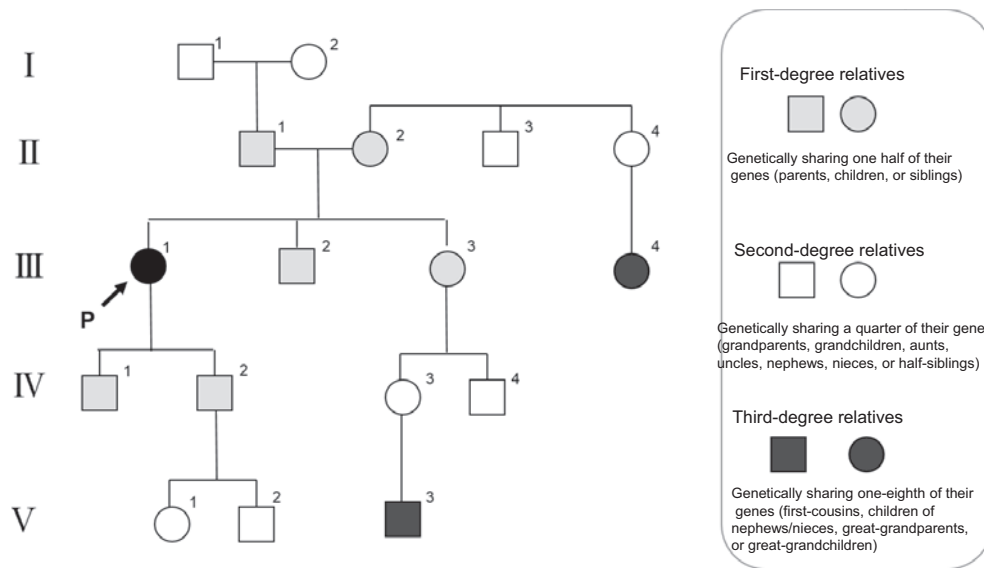 I
1
2
II
1
2
3
4
III
1
2
3
4
P
IV
1
2
3
4
V
1
2
3
First-degree relatives
Genetically sharing one half of their
genes (parents, children, or siblings)
Second-degree relatives
Genetically sharing a quarter of their gene
(grandparents, grandchildren, aunts,
uncles, nephews, nieces, or half-siblings)
Third-degree relatives
Genetically sharing one-eighth of their
genes (first-cousins, children of
nephews/nieces, great-grandparents,
or great-grandchildren)